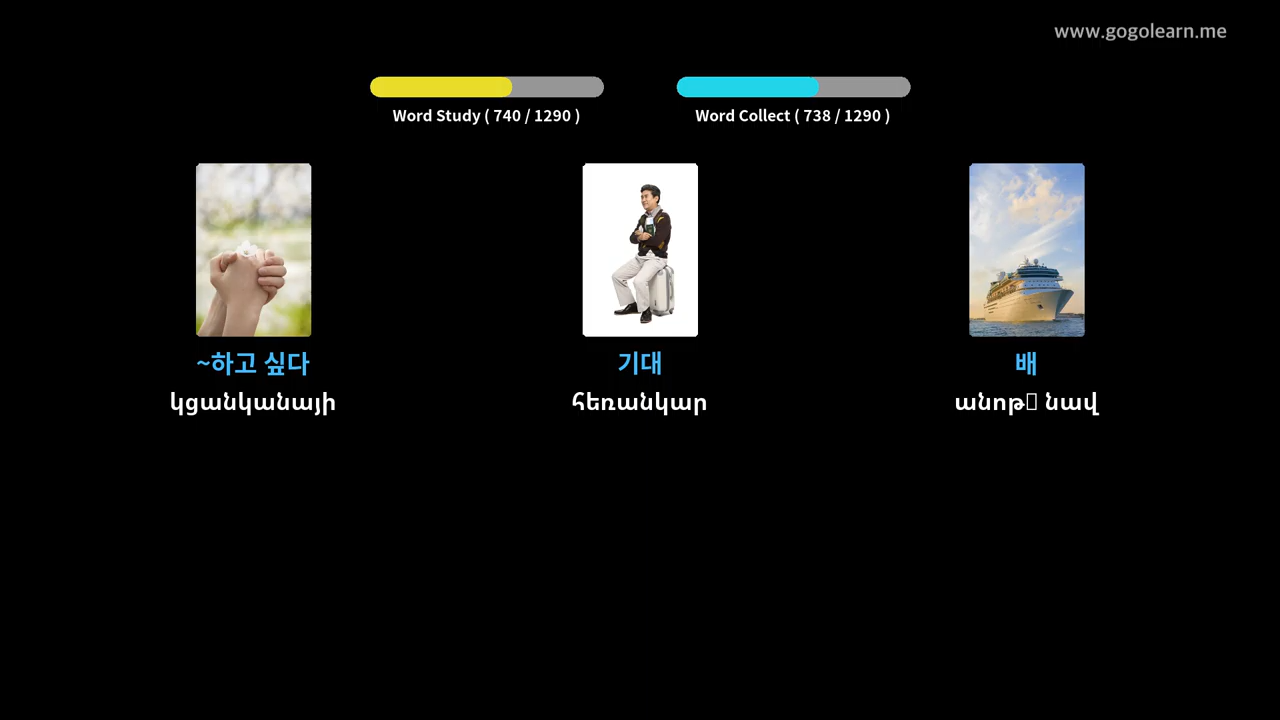 www.gogolearn.me
Word Study ( 740 / 1290 )
Word Collect ( 738 / 1290 )
~하고 싶다
기대
배
կցանկանայի
հեռանկար
անոթ նավ